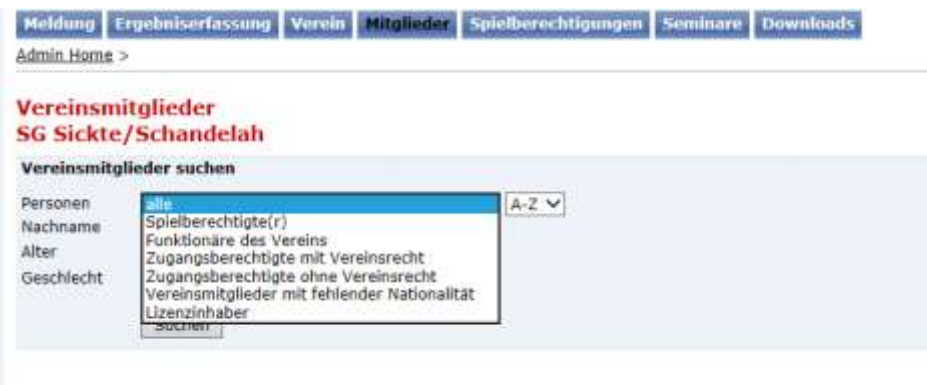 Meldung Ergebniserfassung Verein Mitglieder Spielberechtigungen Seminare Downloads
Admin Home >
Vereinsmitglieder
SG Sickte/Schandelah
Vereinsmitglieder suchen
Personen alle A-Z
Nachname Spielberechtigte(r)
Funktionäre des Vereins
Alter Zugangsberechtigte mit Vereinsrecht
Geschlecht Zugangsberechtigte ohne Vereinsrecht
Vereinsmitglieder mit fehlender Nationalität
Lizenzinhaber
Suchen